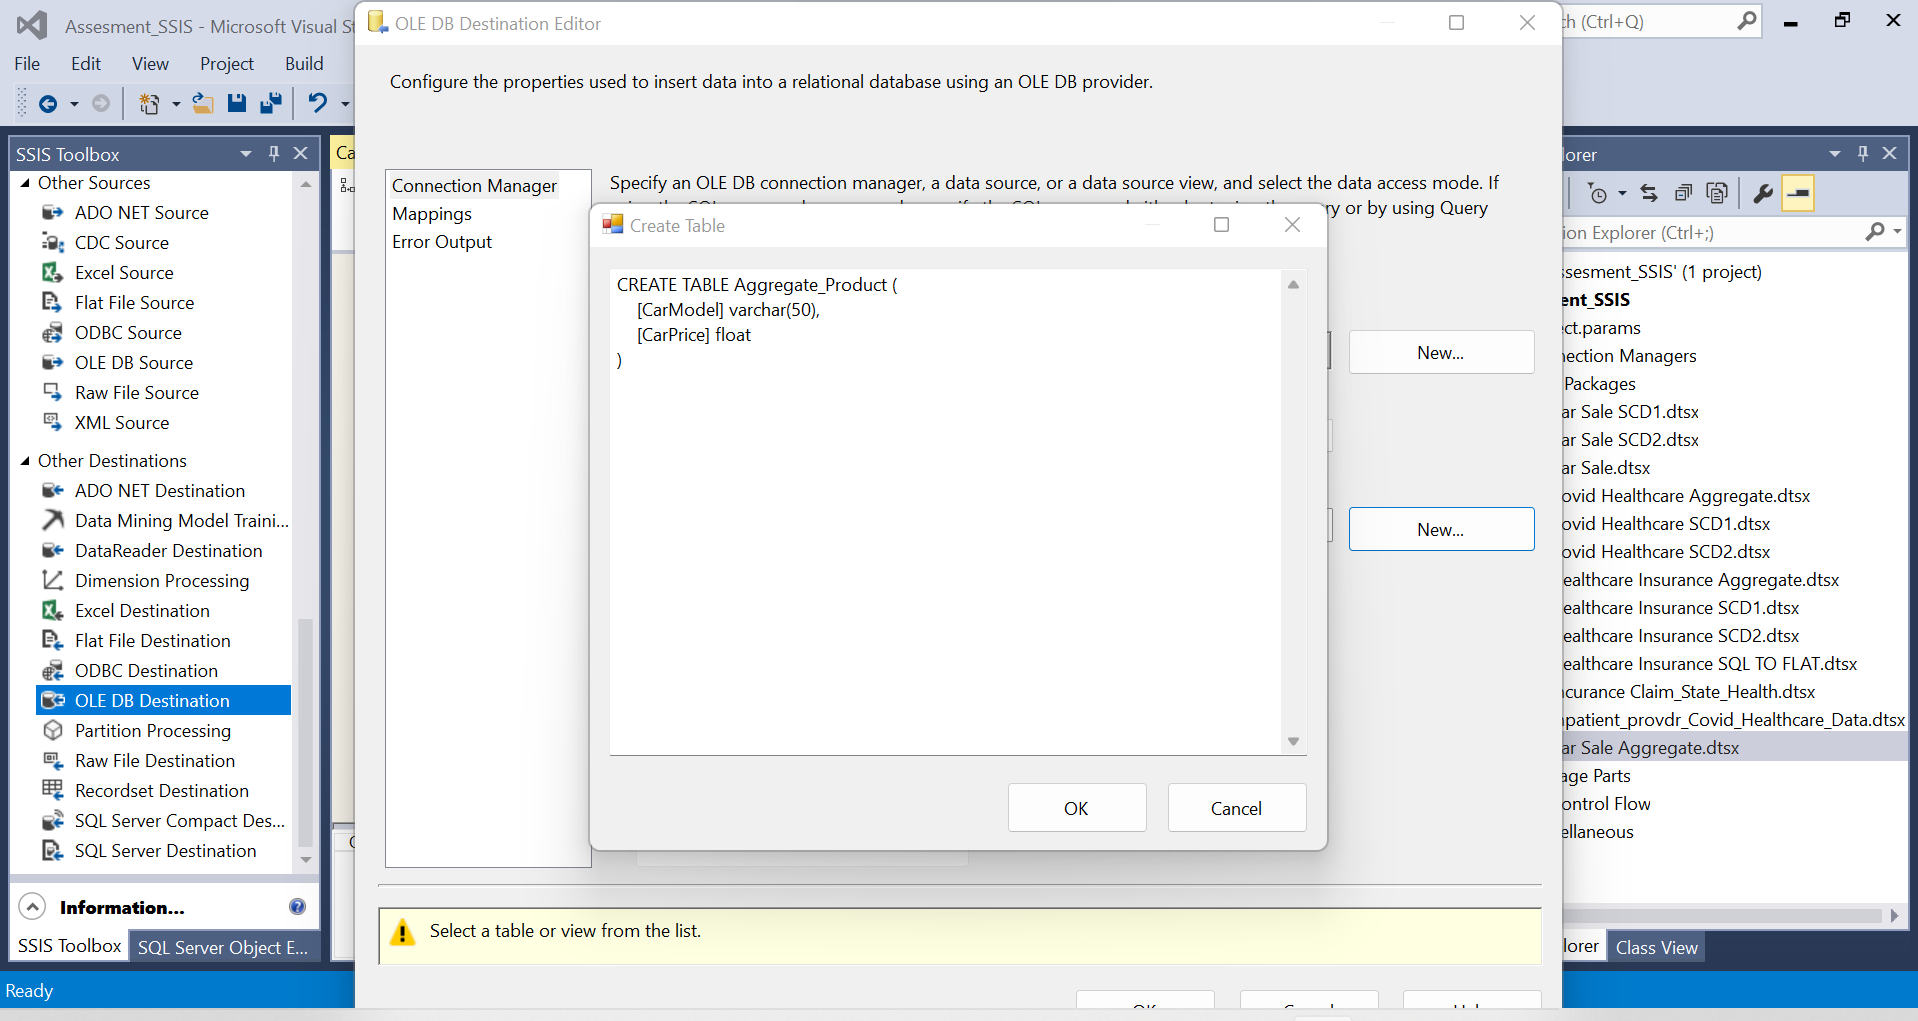 Assesment_SSIS - Microsoft Visual St
File Edit View Project Build
SSIS Toolbox
Other Sources
ADO NET Source
CDC Source
Excel Source
Flat File Source
ODBC Source
OLE DB Source
Raw File Source
XML Source
Other Destinations
ADO NET Destination
Data Mining Model Traini...
DataReader Destination
Dimension Processing
Excel Destination
Flat File Destination
ODBC Destination
OLE DB Destination
Partition Processing
Raw File Destination
Recordset Destination
SQL Server Compact Des...
SQL Server Destination
Information...
SSIS Toolbox SQL Server Object E...
Ready
Ca
OLE DB Destination Editor
Configure the properties used to insert data into a relational database using an OLE DB provider.
Connection Manager
Mappings
Error Output
Specify an OLE DB connection manager, a data source, or a data source view, and select the data access mode. If
ry or by using Query
New...
New...
Create Table
CREATE TABLE Aggregate_Product (
[CarModel] varchar(50),
[CarPrice] float
)
OK Cancel
Select a table or view from the list.
ch (Ctrl+Q)
lorer
ion Explorer (Ctrl+;)
ssesment_SSIS' (1 project)
ent_SSIS
ect.params
nection Managers
Packages
ar Sale SCD1.dtsx
ar Sale SCD2.dtsx
ar Sale.dtsx
ovid Healthcare Aggregate.dtsx
ovid Healthcare SCD1.dtsx
ovid Healthcare SCD2.dtsx
ealthcare Insurance Aggregate.dtsx
ealthcare Insurance SCD1.dtsx
ealthcare Insurance SCD2.dtsx
ealthcare Insurance SQL TO FLAT.dtsx
ncurance Claim_State_Health.dtsx
npatient_provdr_Covid_Healthcare_Data.dtsx
ar Sale Aggregate.dtsx
age Parts
ontrol Flow
ellaneous
lorer Class View